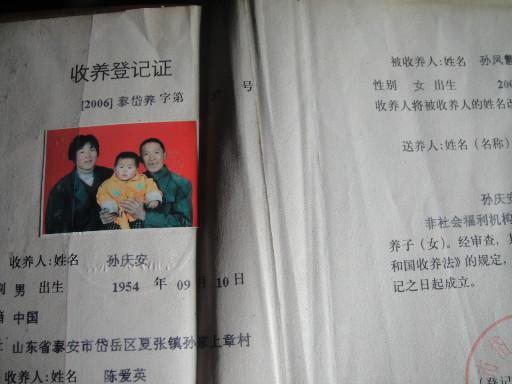 收养登记证
[2006] 泰岱养 字第 37 号
收养人:姓名 孙庆安
男 出生 1954 年 09 月 10 日
中国
山东省泰安市岱岳区夏张镇孙家上章村
收养人:姓名 陈爱英
被收养人:姓名 孙凤
性别 女 出生 200
收养人将被收养人的姓名
送养人:姓名(名称)
孙庆安
非社会福利机构
养子(女)。经审查,
和国收养法》的规定,
记之日起成立。
(登记